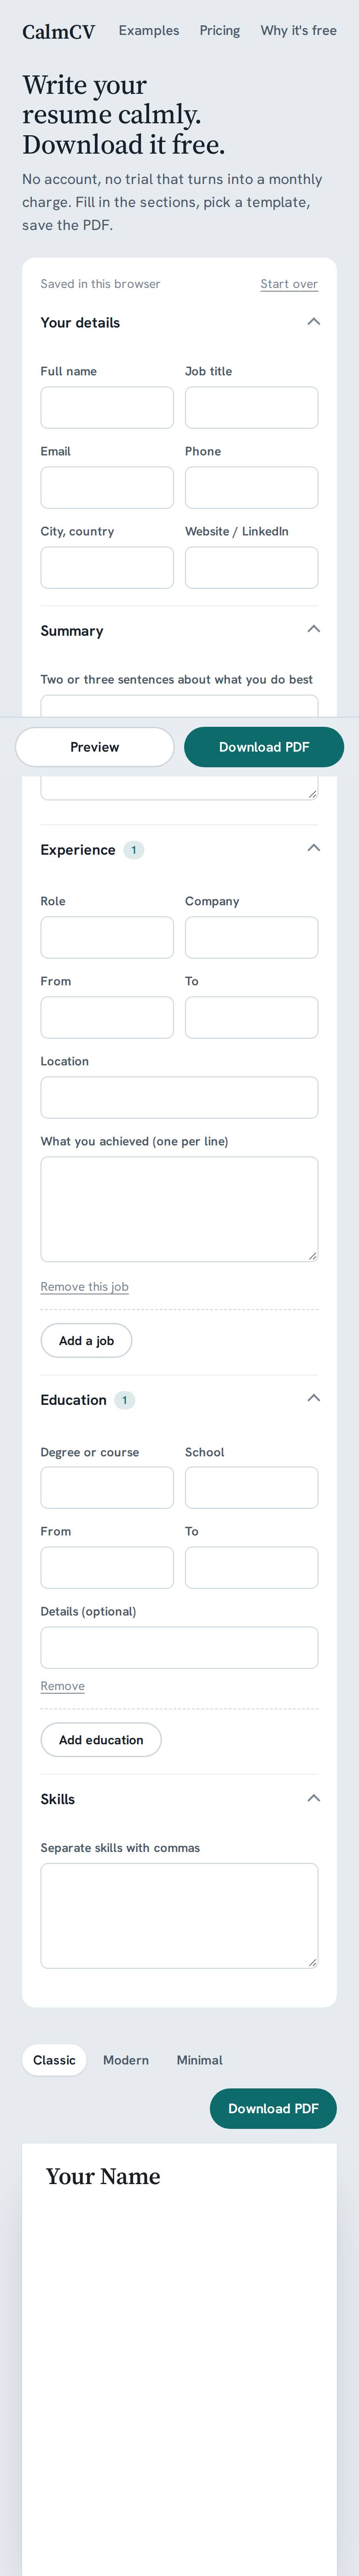 CalmCV Examples Pricing Why it's free
Write your
resume calmly.
Download it free.
No account, no trial that turns into a monthly
charge. Fill in the sections, pick a template,
save the PDF.
Saved in this browser Start over
Your details
Full name Job title
Email Phone
City, country Website / LinkedIn
Summary
Two or three sentences about what you do best
Preview Download PDF
Experience 1
Role Company
From To
Location
What you achieved (one per line)
Remove this job
Add a job
Education 1
Degree or course School
From To
Details (optional)
Remove
Add education
Skills
Separate skills with commas
Classic Modern Minimal
Download PDF
Your Name